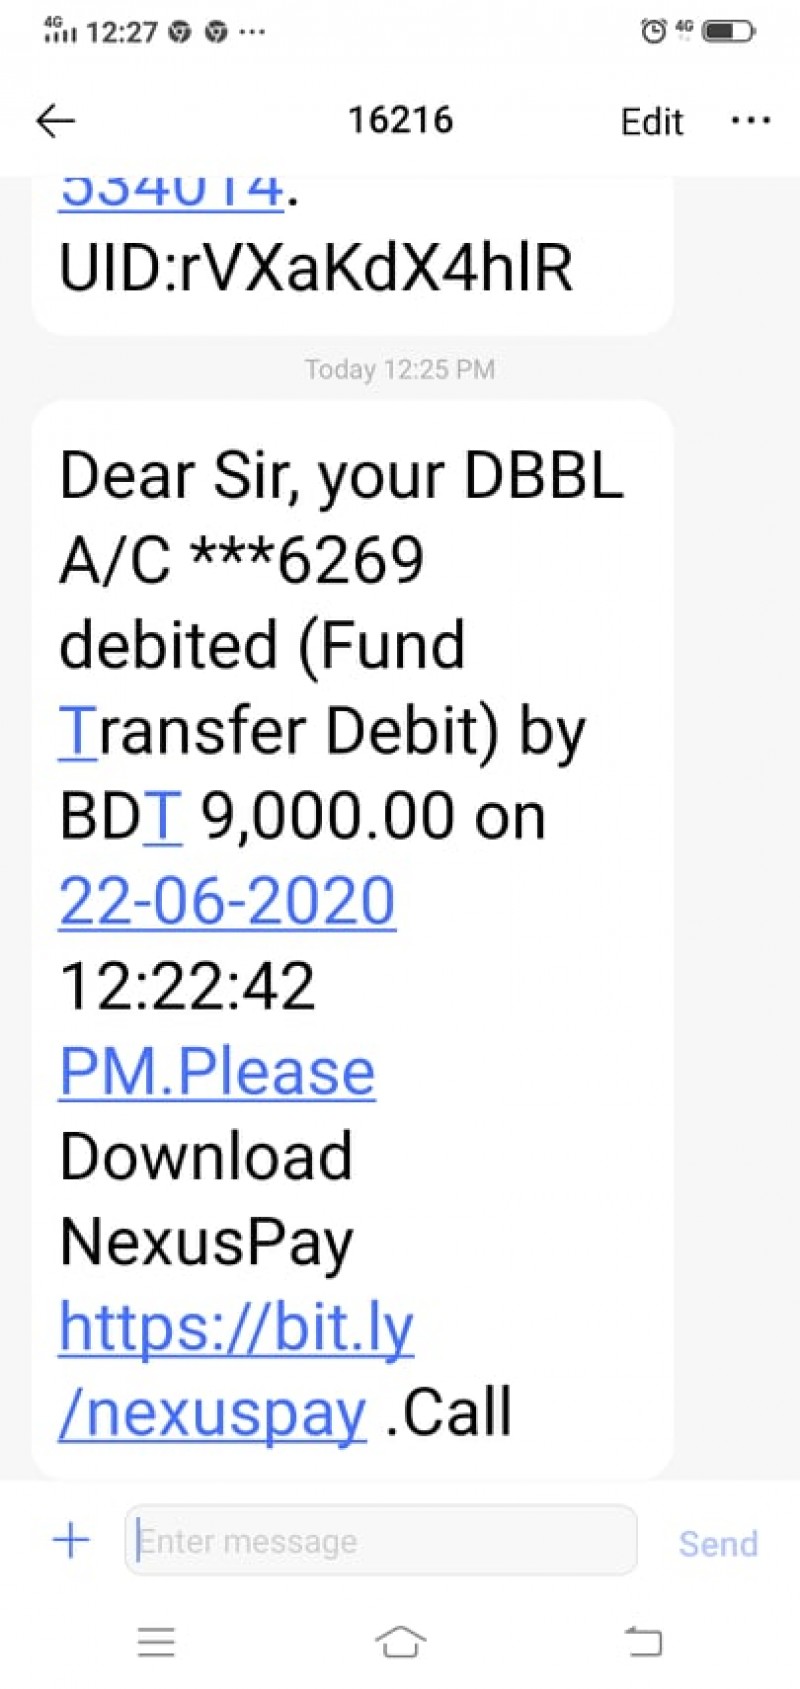 4G 12:27 ...
4G
16216 Edit ...
534014.
UID:rVXaKdX4hlR
Today 12:25 PM
Dear Sir, your DBBL
A/C ***6269
debited (Fund
Transfer Debit) by
BDT 9,000.00 on
22-06-2020
12:22:42
PM.Please
Download
NexusPay
https://bit.ly
/nexuspay .Call
Enter message
Send